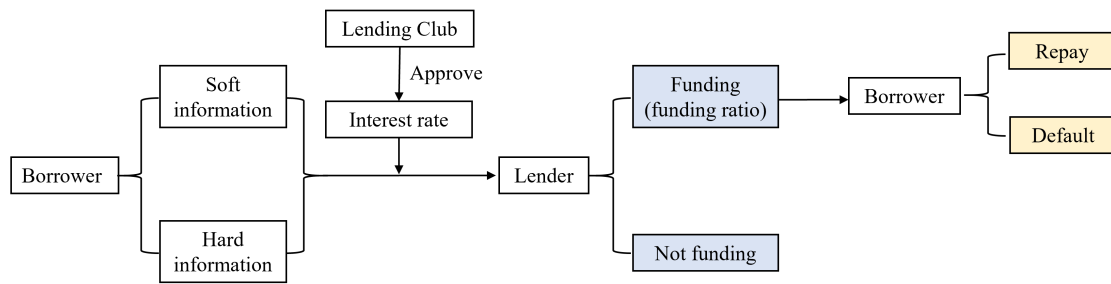 Lending Club
Approve
Interest rate
Borrower
Soft
information
Hard
information
Lender
Funding
(funding ratio)
Not funding
Borrower
Repay
Default